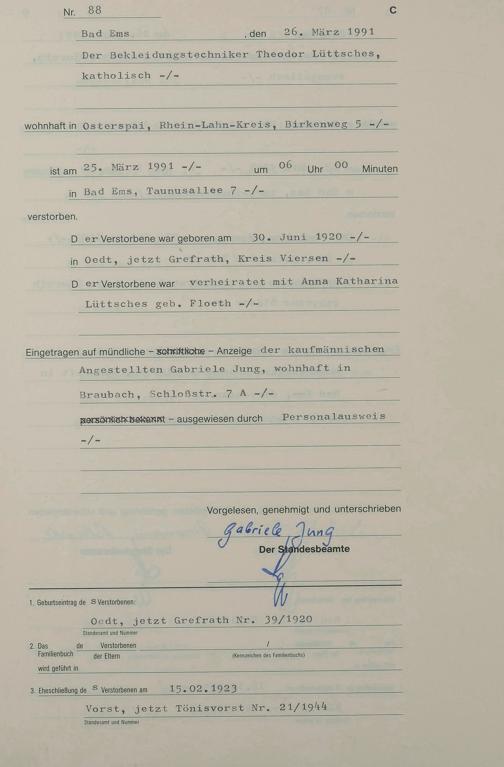 Nr. 88 C
Bad Ems, den 26. März 1991
Der Bekleidungstechniker Theodor Lüttsches,
katholisch -/-
wohnhaft in Osterspai, Rhein-Lahn-Kreis, Birkenweg 5 -/-
ist am 25. März 1991 -/- um 06 Uhr 00 Minuten
in Bad Ems, Taunusallee 7 -/-
verstorben.
D er Verstorbene war geboren am 30. Juni 1920 -/-
in Oedt, jetzt Grefrath, Kreis Viersen -/-
D er Verstorbene war verheiratet mit Anna Katharina
Lüttsches geb. Floeth -/-
Eingetragen auf mündliche – schriftliche – Anzeige der kaufmännischen
Angestellten Gabriele Jung, wohnhaft in
Braubach, Schloßstr. 7 A -/-
persönlich bekannt – ausgewiesen durch Personalausweis
-/-
Vorgelesen, genehmigt und unterschrieben
Gabriele Jung
Der Standesbeamte
1. Geburtseintrag de s Verstorbenen:
Oedt, jetzt Grefrath Nr. 39/1920
Standesamt und Nummer
2. Das Familienbuch de Verstorbenen /
der Eltern (Kennzeichen des Familienbuchs)
wird geführt in
3. Eheschließung de s Verstorbenen am 15.02.1923
Vorst, jetzt Tönisvorst Nr. 21/1944
Standesamt und Nummer